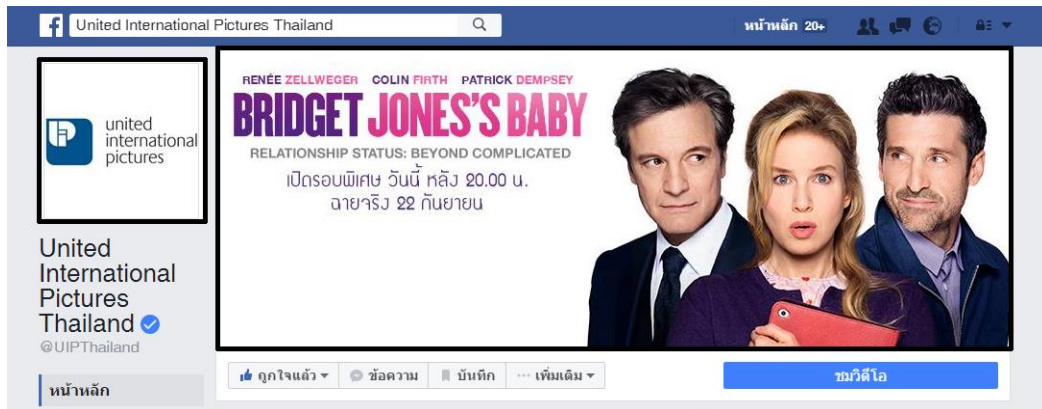 United International Pictures Thailand
หน้าหลัก 20+
united
international
pictures
RENÉE ZELLWEGER COLIN FIRTH PATRICK DEMPSEY
BRIDGET JONES'S BABY
RELATIONSHIP STATUS: BEYOND COMPLICATED
เปิดรอบพิเศษ วันนี้ หลัง 20.00 น.
ฉายจริง 22 กันยายน
United
International
Pictures
Thailand
@UIPThailand
หน้าหลัก
ถูกใจแล้ว
ข้อความ
บันทึก
เพิ่มเติม
ชมวิดีโอ